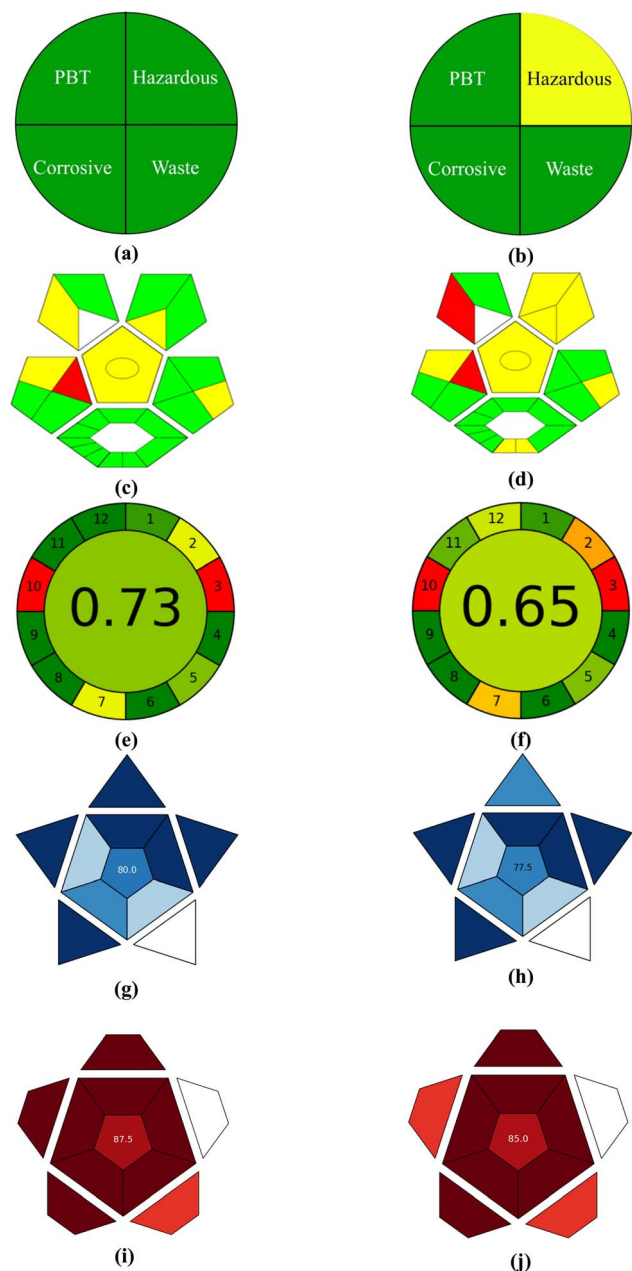 PBT Hazardous
Corrosive Waste
(a)
PBT Hazardous
Corrosive Waste
(b)
(c)
(d)
12 1
11 2
10 3
0.73
9 4
8 5
7 6
(e)
12 1
11 2
10 3
0.65
9 4
8 5
7 6
(f)
80.0
(g)
77.5
(h)
87.5
(i)
85.0
(j)